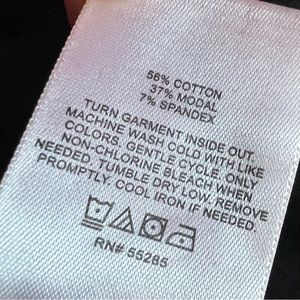 56% COTTON
37% MODAL
7% SPANDEX
TURN GARMENT INSIDE OUT.
MACHINE WASH COLD WITH LIKE
COLORS. GENTLE CYCLE. ONLY
NON-CHLORINE BLEACH WHEN
NEEDED. TUMBLE DRY LOW. REMOVE
PROMPTLY. COOL IRON IF NEEDED.
RN# 55285